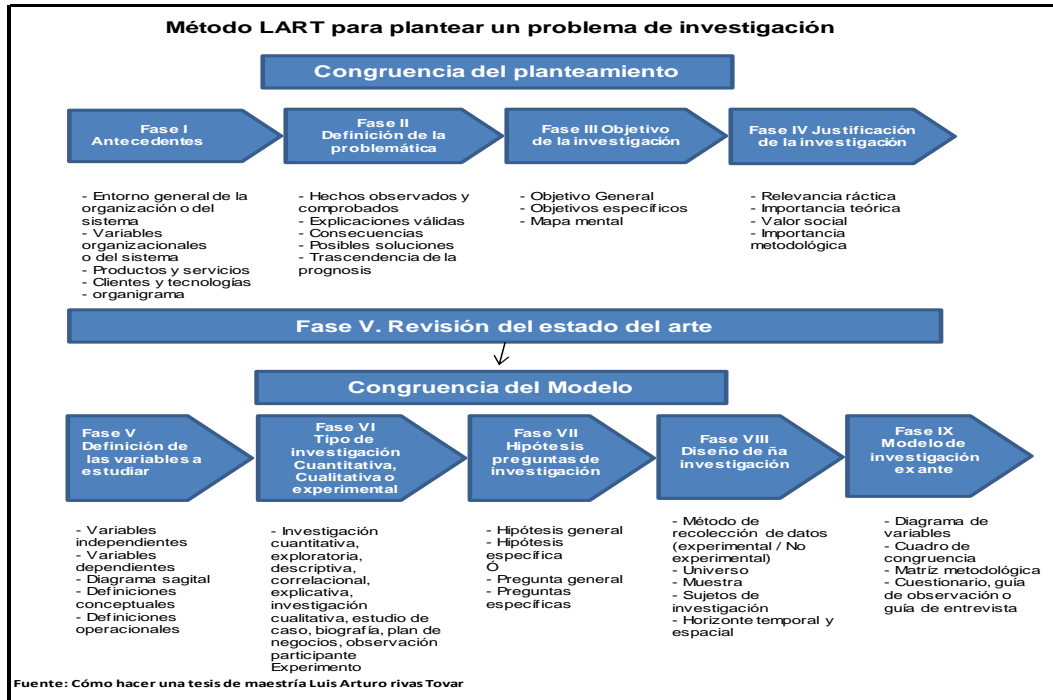 Método LART para plantear un problema de investigación
Congruencia del planteamiento
Fase I
Antecedentes
Fase II
Definición de la
problemática
Fase III Objetivo
de la investigación
Fase IV Justificación
de la investigación
- Entorno general de la
organización o del
sistema
- Variables
organizacionales
o del sistema
- Productos y servicios
- Clientes y tecnologías
- organigrama
- Hechos observados y
comprobados
- Explicaciones válidas
- Consecuencias
- Posibles soluciones
- Trascendencia de la
prognosis
- Objetivo General
- Objetivos específicos
- Mapa mental
- Relevancia ráctica
- Importancia teórica
- Valor social
- Importancia
metodológica
Fase V. Revisión del estado del arte
Congruencia del Modelo
Fase V
Definición de
las variables a
estudiar
Fase VI
Tipo de
investigación
Cuantitativa,
Cualitativa o
experimental
Fase VII
Hipótesis
preguntas de
investigación
Fase VIII
Diseño de ña
investigación
Fase IX
Modelo de
investigación
ex ante
- Variables
independientes
- Variables
dependientes
- Diagrama sagital
- Definiciones
conceptuales
- Definiciones
operacionales
- Investigación
cuantitativa,
exploratoria,
descriptiva,
correlacional,
explicativa,
investigación
cualitativa, estudio de
caso, biografía, plan de
negocios, observación
participante
Experimento
- Hipótesis general
- Hipótesis
específica
Ó
- Pregunta general
- Preguntas
específicas
- Método de
recolección de datos
(experimental / No
experimental)
- Universo
- Muestra
- Sujetos de
investigación
- Horizonte temporal y
espacial
- Diagrama de
variables
- Cuadro de
congruencia
- Matríz metodológica
- Cuestionario, guía
de observación o
guía de entrevista
Fuente: Cómo hacer una tesis de maestría Luis Arturo rivas Tovar